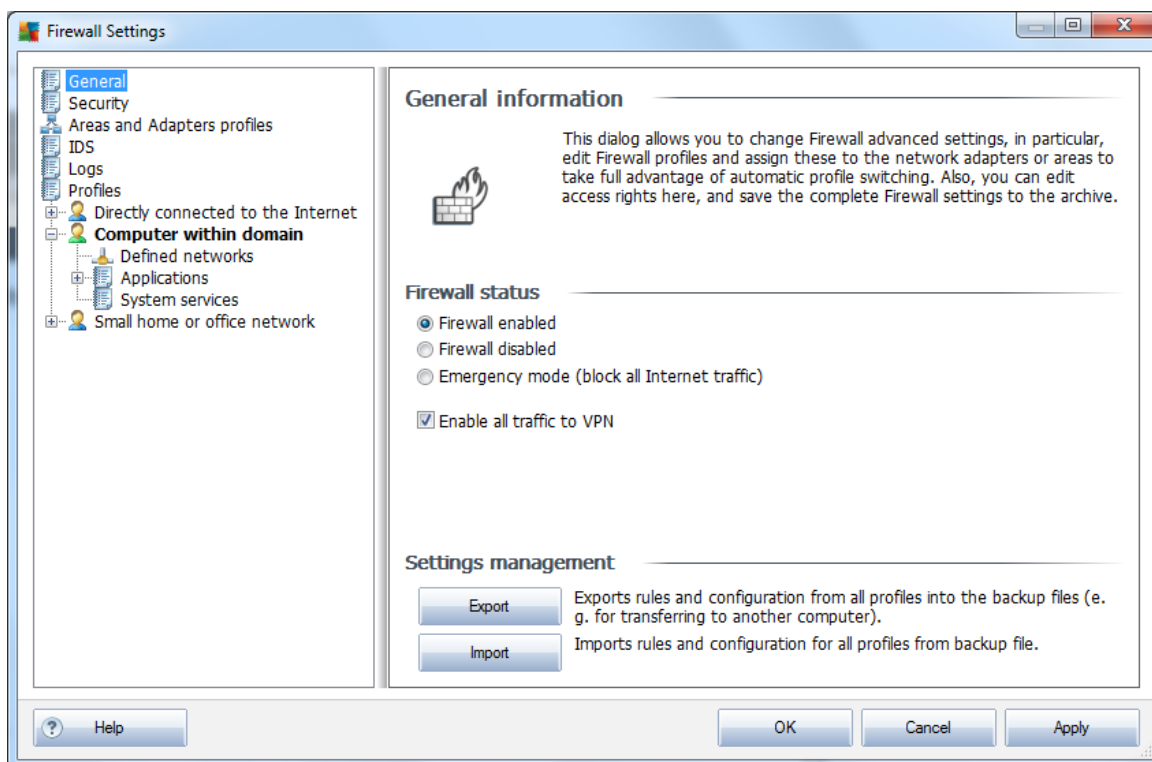 Firewall Settings
General
Security
Areas and Adapters profiles
IDS
Logs
Profiles
Directly connected to the Internet
Computer within domain
Defined networks
Applications
System services
Small home or office network
General information
This dialog allows you to change Firewall advanced settings, in particular,
edit Firewall profiles and assign these to the network adapters or areas to
take full advantage of automatic profile switching. Also, you can edit
access rights here, and save the complete Firewall settings to the archive.
Firewall status
Firewall enabled
Firewall disabled
Emergency mode (block all Internet traffic)
Enable all traffic to VPN
Settings management
Export
Exports rules and configuration from all profiles into the backup files (e.
g. for transferring to another computer).
Import
Imports rules and configuration for all profiles from backup file.
? Help
OK
Cancel
Apply